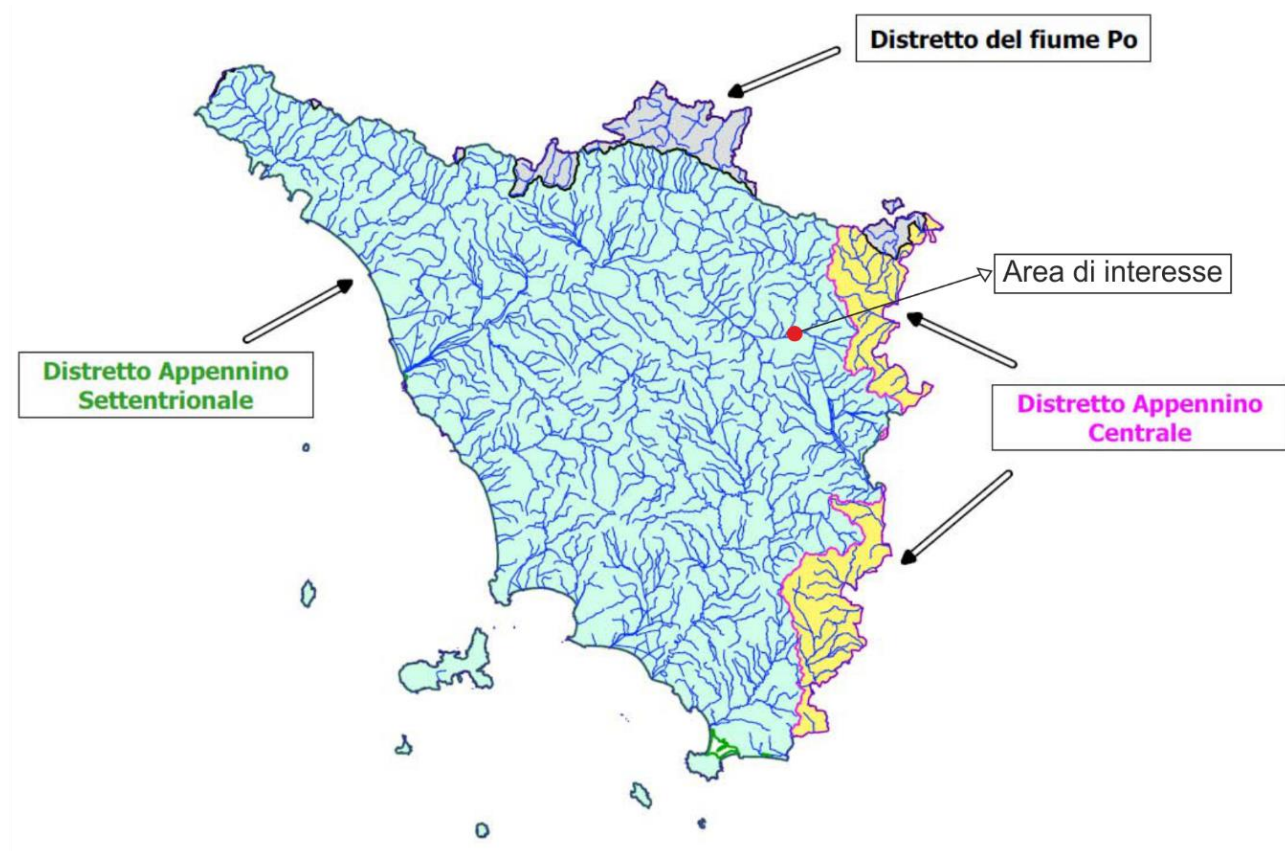 Distretto del fiume Po
Area di interesse
Distretto Appennino
Settentrionale
Distretto Appennino
Centrale